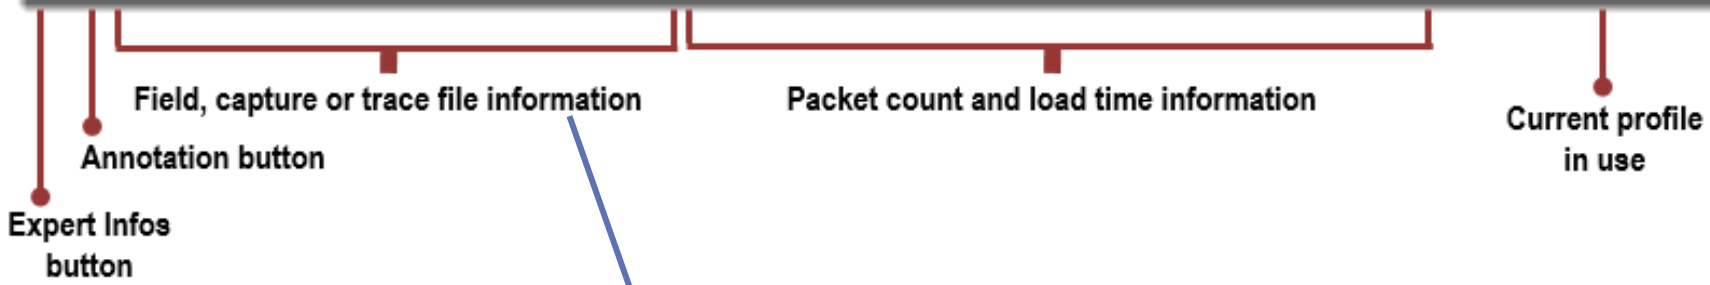 Field, capture or trace file information
Packet count and load time information
Current profile
in use
Annotation button
Expert Infos
button